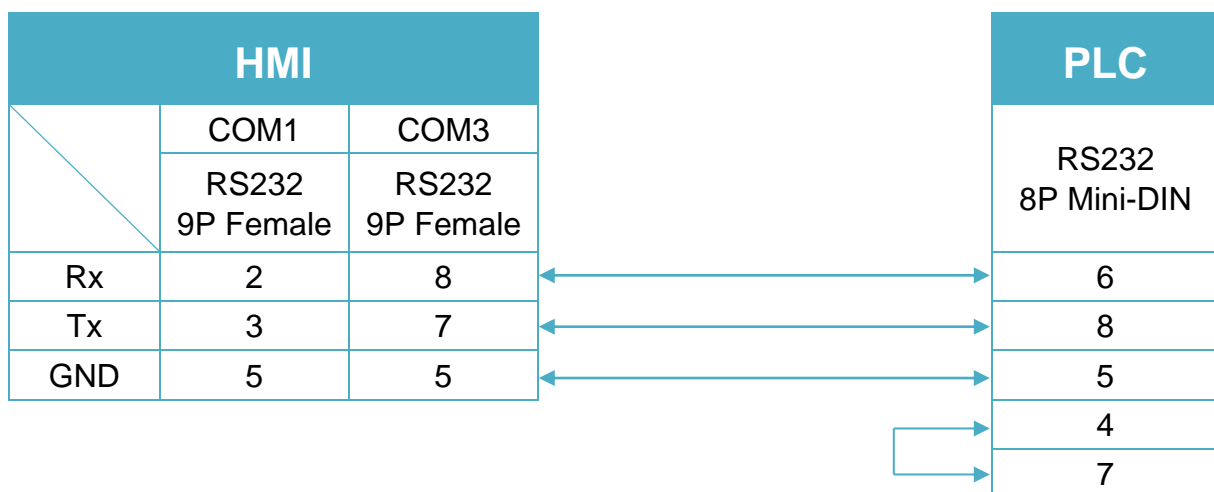 HMI PLC
COM1 COM3
RS232 RS232 RS232
9P Female 9P Female 8P Mini-DIN
Rx 2 8 6
Tx 3 7 8
GND 5 5 5
4
7